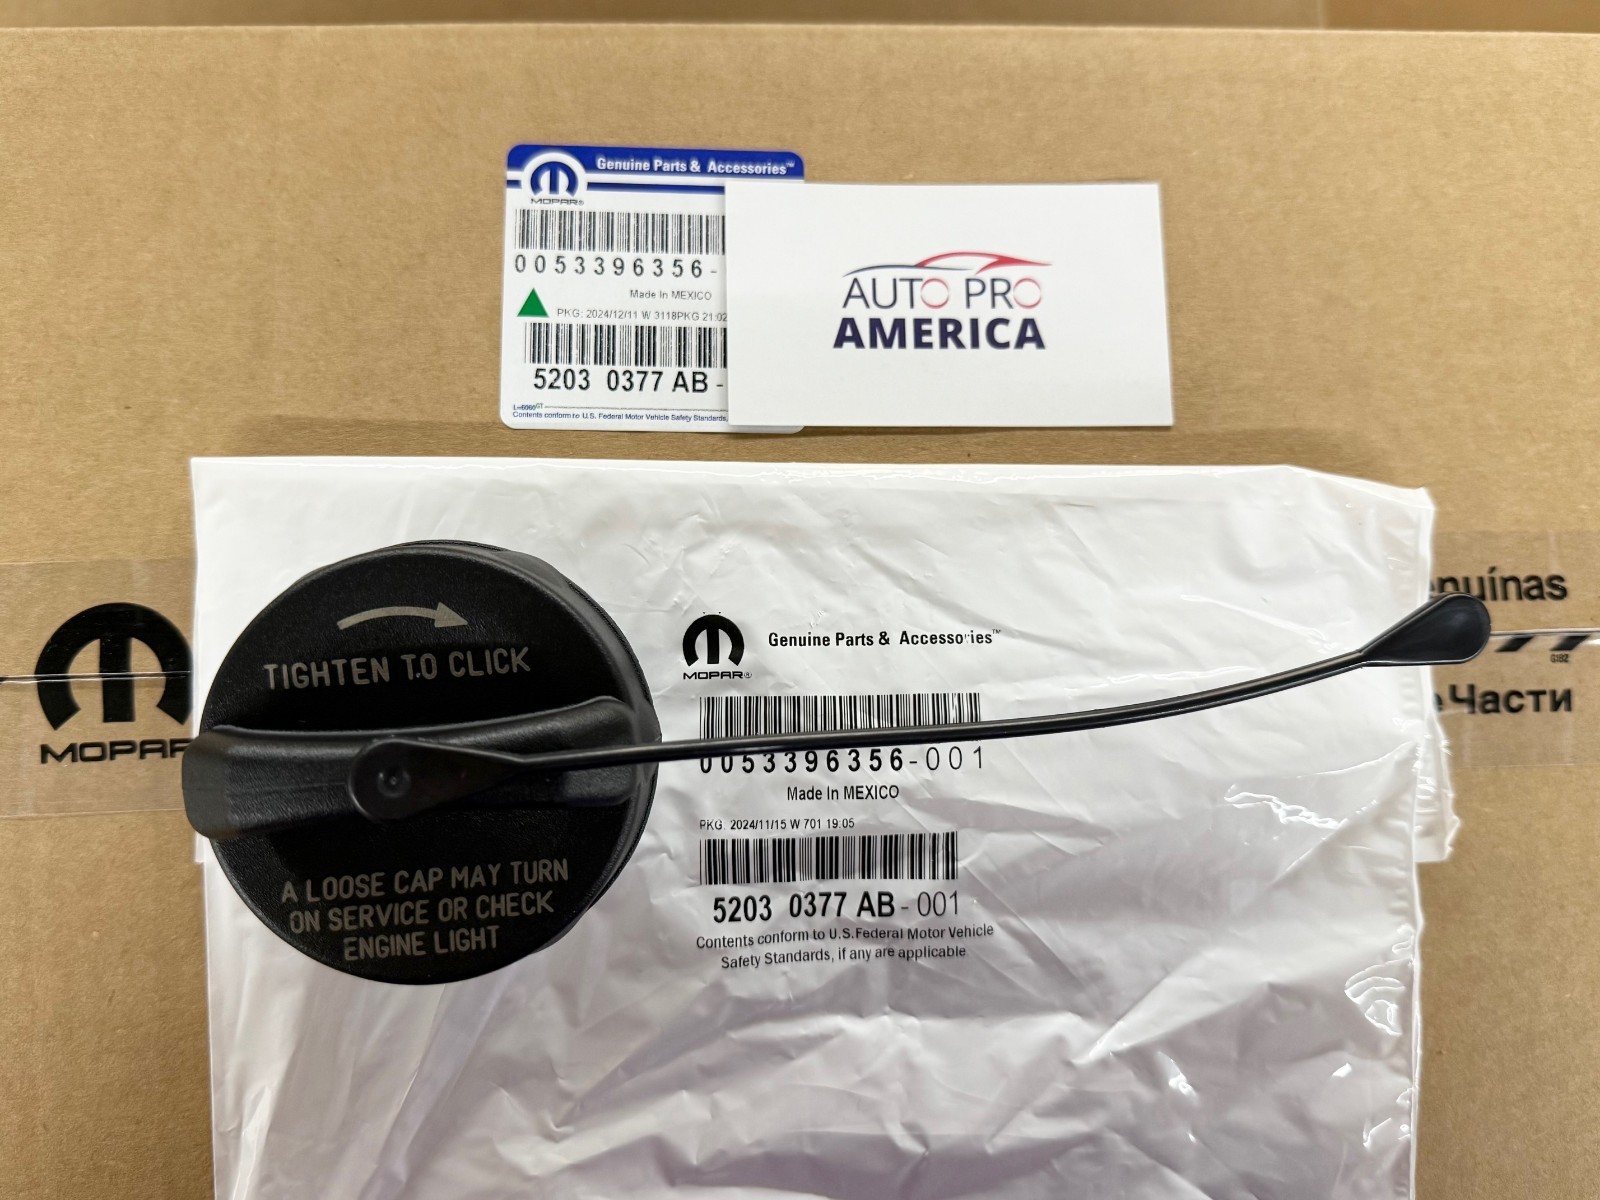 Genuine Parts & Accessories™
MOPAR®
0053396356-
Made In MEXICO
PKG: 2024/12/11 W 3118PKG 21:02
5203 0377 AB -
Contents conform to U.S. Federal Motor Vehicle Safety Standards,
AUTO PRO
AMERICA
TIGHTEN TO CLICK
A LOOSE CAP MAY TURN
ON SERVICE OR CHECK
ENGINE LIGHT
MOPAR® Genuine Parts & Accessories™
0053396356-001
Made In MEXICO
PKG: 2024/11/15 W 701 19:05
5203 0377 AB - 001
Contents conform to U.S. Federal Motor Vehicle
Safety Standards, if any are applicable
MOPAR
enuínas
Части